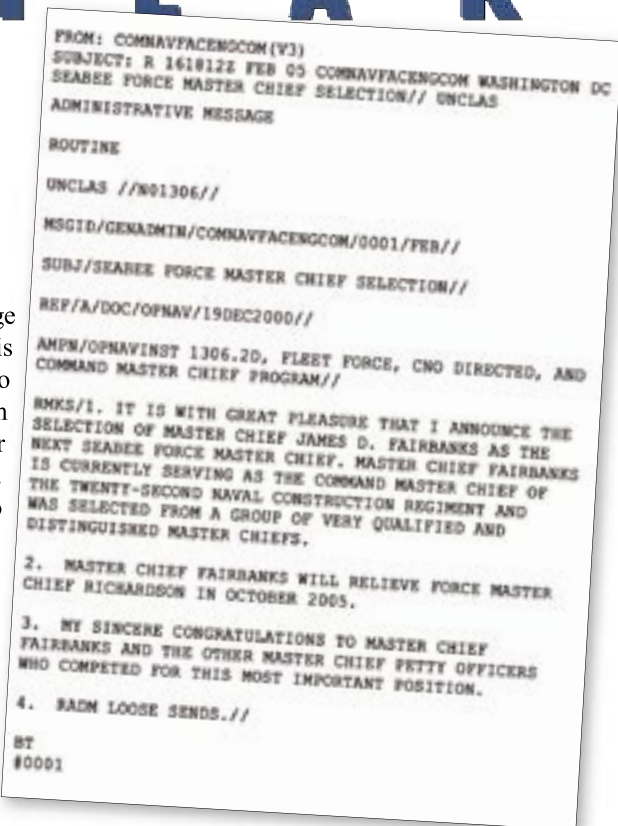 E A R
FROM: COMNAVFACENGCOM(V3)
SUBJECT: R 161812Z FEB 05 COMNAVFACENGCOM WASHINGTON DC
SEABEE FORCE MASTER CHIEF SELECTION// UNCLAS
ADMINISTRATIVE MESSAGE
ROUTINE
UNCLAS //N01306//
MSGID/GENADMIN/COMNAVFACENGCOM/0001/FEB//
SUBJ/SEABEE FORCE MASTER CHIEF SELECTION//
REF/A/DOC/OPNAV/19DEC2000//
AMPN/OPNAVINST 1306.2D, FLEET FORCE, CNO DIRECTED, AND
COMMAND MASTER CHIEF PROGRAM//
RMKS/1. IT IS WITH GREAT PLEASURE THAT I ANNOUNCE THE
SELECTION OF MASTER CHIEF JAMES D. FAIRBANKS AS THE
NEXT SEABEE FORCE MASTER CHIEF. MASTER CHIEF FAIRBANKS
IS CURRENTLY SERVING AS THE COMMAND MASTER CHIEF OF
THE TWENTY-SECOND NAVAL CONSTRUCTION REGIMENT AND
WAS SELECTED FROM A GROUP OF VERY QUALIFIED AND
DISTINGUISHED MASTER CHIEFS.
2. MASTER CHIEF FAIRBANKS WILL RELIEVE FORCE MASTER
CHIEF RICHARDSON IN OCTOBER 2005.
3. MY SINCERE CONGRATULATIONS TO MASTER CHIEF
FAIRBANKS AND THE OTHER MASTER CHIEF PETTY OFFICERS
WHO COMPETED FOR THIS MOST IMPORTANT POSITION.
4. RADM LOOSE SENDS.//
BT
#0001